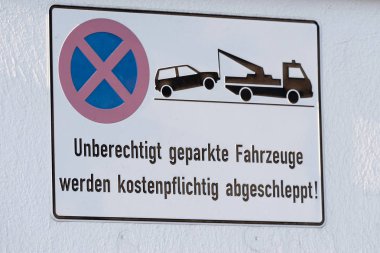 Unberechtigt geparkte Fahrzeuge
werden kostenpflichtig abgeschleppt!